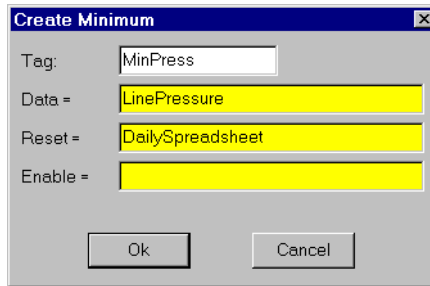 Create Minimum
Tag: MinPress
Data = LinePressure
Reset = DailySpreadsheet
Enable =
Ok Cancel